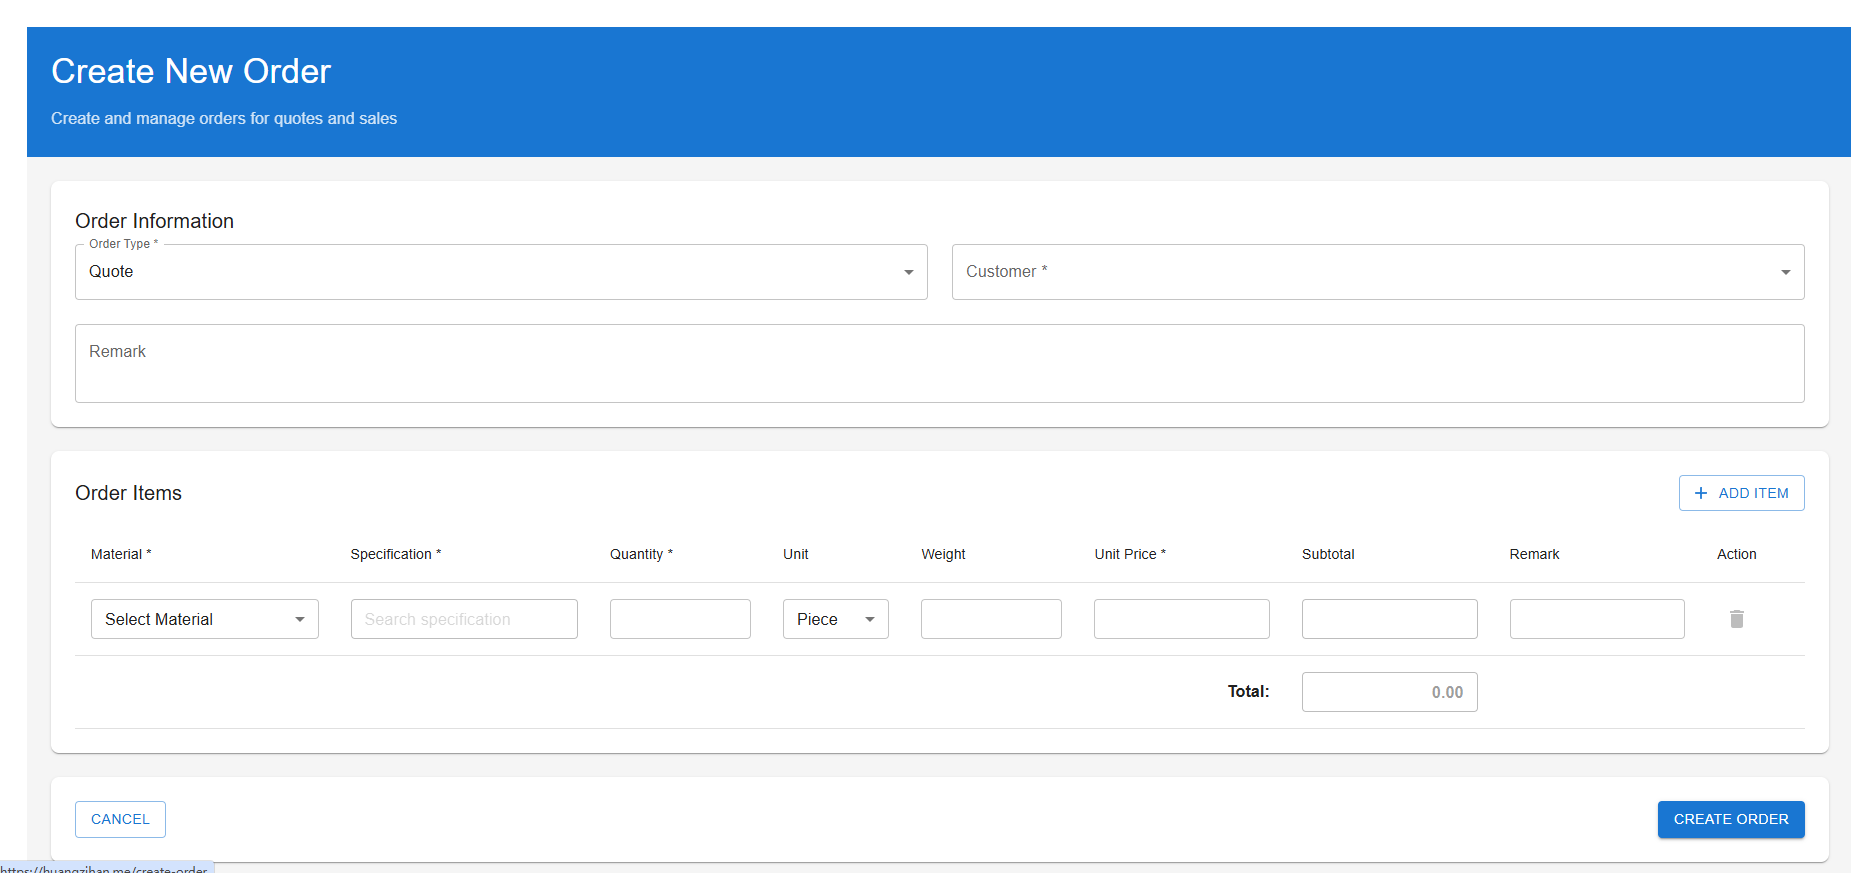 Create New Order
Create and manage orders for quotes and sales
Order Information
Order Type *
Quote
Customer *
Remark
Order Items
ADD ITEM
Material * Specification * Quantity * Unit Weight Unit Price * Subtotal Remark Action
Select Material Search specification Piece
Total: 0.00
CANCEL CREATE ORDER
https://huangzihan.me/create-order